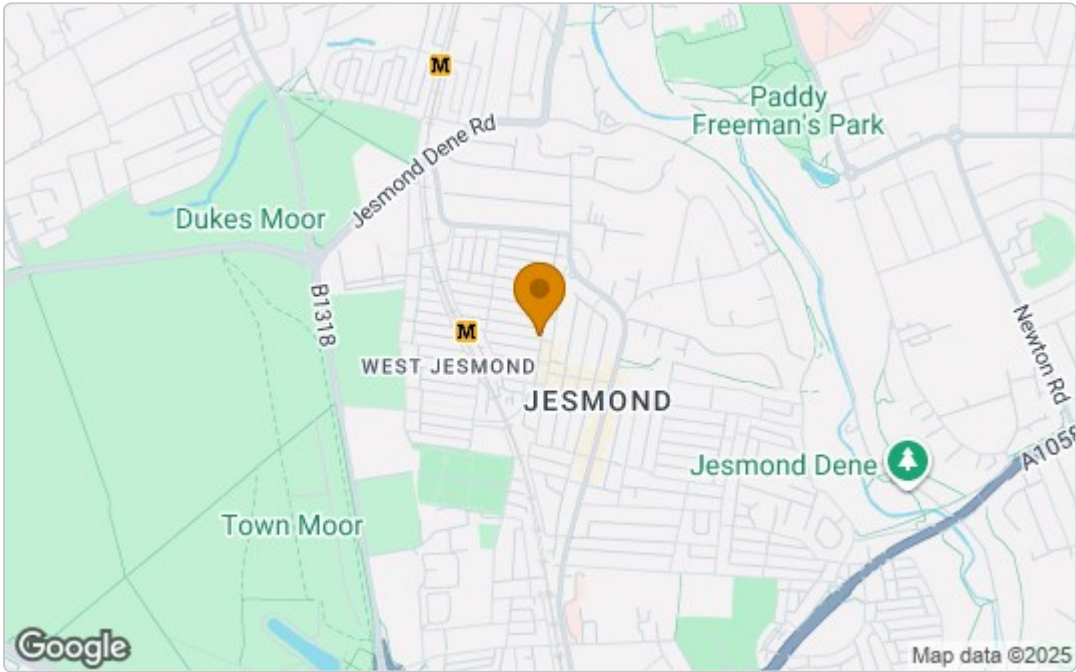 M
Paddy
Freeman's Park
Jesmond Dene Rd
Dukes Moor
B1318
M
WEST JESMOND
JESMOND
Newton Rd
A1058
Jesmond Dene
Town Moor
Google
Map data ©2025